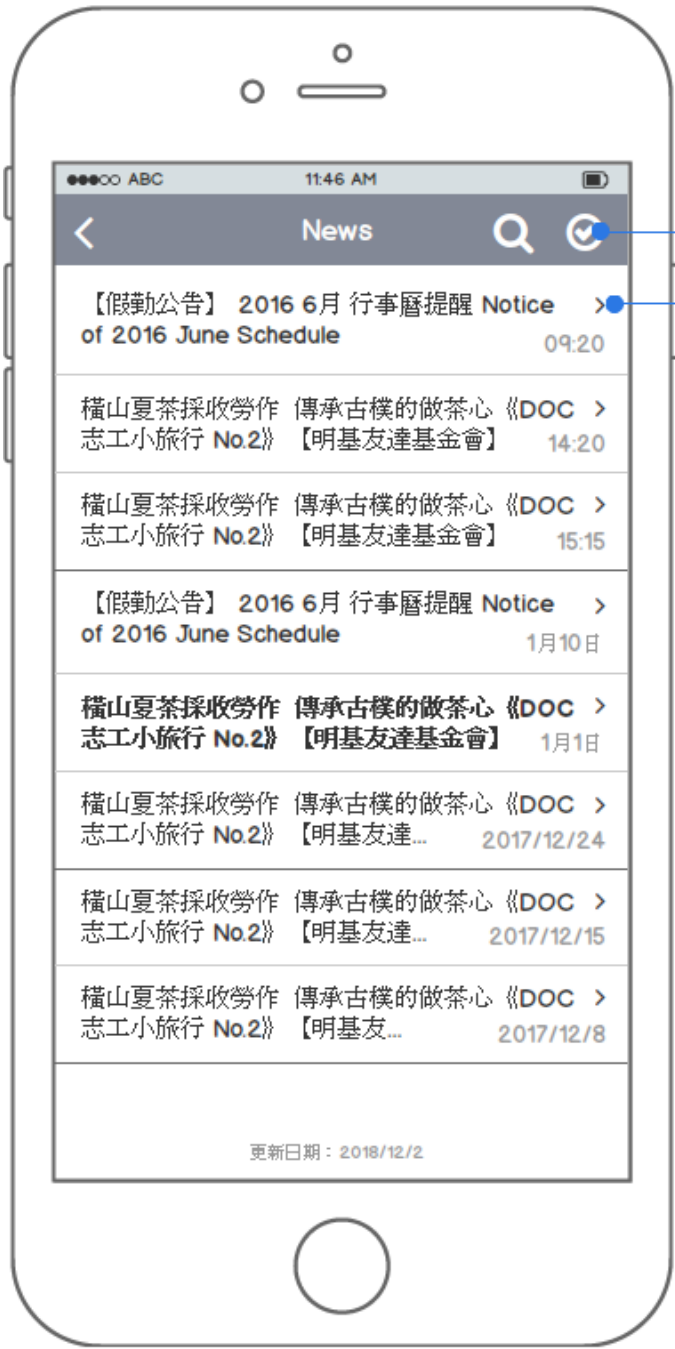 ABC 11:46 AM
News
【假勤公告】 2016 6月 行事曆提醒 Notice
of 2016 June Schedule
09:20
橫山夏茶採收勞作 傳承古樸的做茶心《DOC
志工小旅行 No.2》【明基友達基金會】 14:20
橫山夏茶採收勞作 傳承古樸的做茶心《DOC
志工小旅行 No.2》【明基友達基金會】 15:15
【假勤公告】 2016 6月 行事曆提醒 Notice
of 2016 June Schedule
1月10日
橫山夏茶採收勞作 傳承古樸的做茶心《DOC
志工小旅行 No.2》【明基友達基金會】 1月1日
橫山夏茶採收勞作 傳承古樸的做茶心《DOC
志工小旅行 No.2》【明基友達... 2017/12/24
橫山夏茶採收勞作 傳承古樸的做茶心《DOC
志工小旅行 No.2》【明基友達... 2017/12/15
橫山夏茶採收勞作 傳承古樸的做茶心《DOC
志工小旅行 No.2》【明基友... 2017/12/8
更新日期：2018/12/2